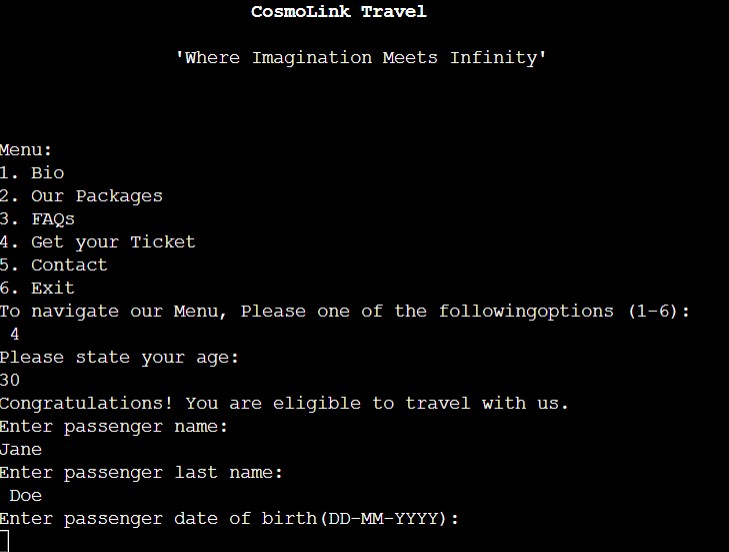 CosmoLink Travel
'Where Imagination Meets Infinity'
Menu:
1. Bio
2. Our Packages
3. FAQs
4. Get your Ticket
5. Contact
6. Exit
To navigate our Menu, Please one of the followingoptions (1-6):
4
Please state your age:
30
Congratulations! You are eligible to travel with us.
Enter passenger name:
Jane
Enter passenger last name:
Doe
Enter passenger date of birth(DD-MM-YYYY):